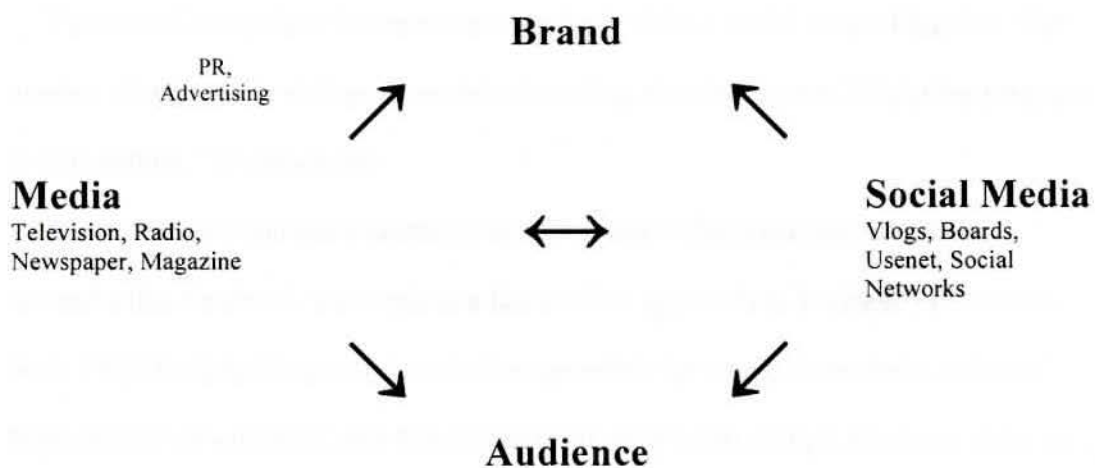 Brand
PR,
Advertising
Media
Television, Radio,
Newspaper, Magazine
Social Media
Vlogs, Boards,
Usenet, Social
Networks
Audience